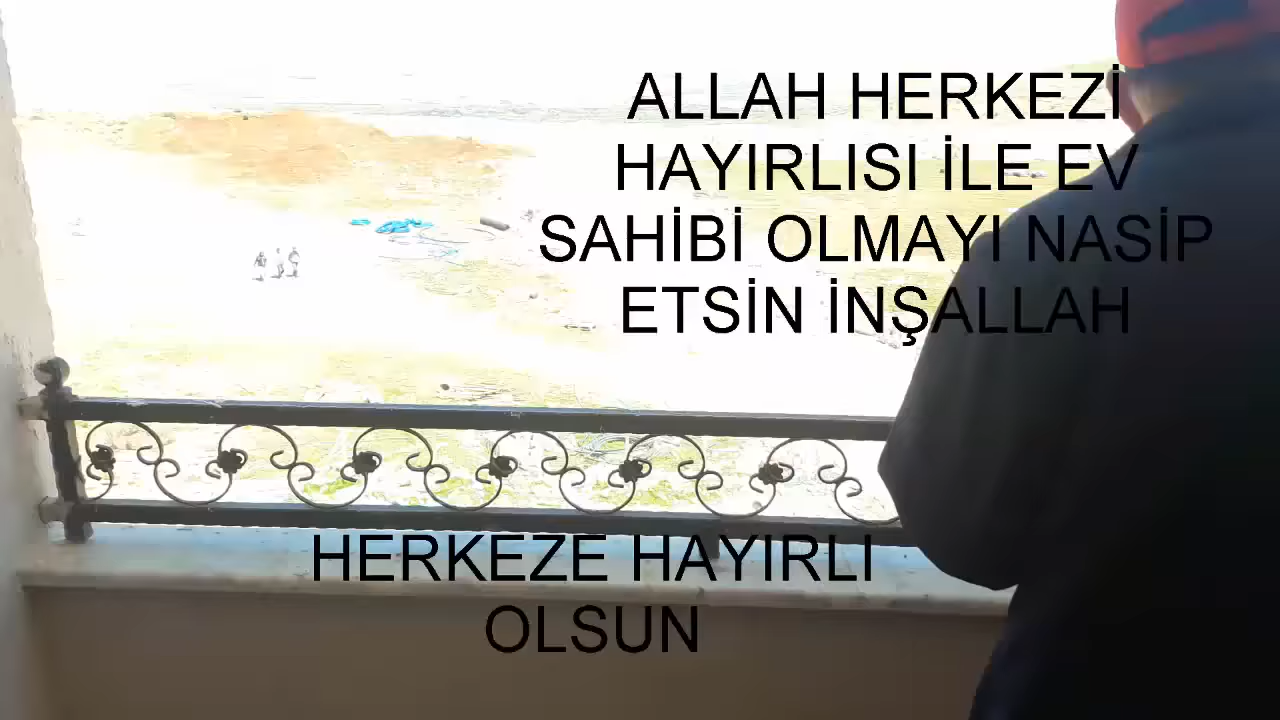 ALLAH HERKEZİ
HAYIRLISI İLE EV
SAHİBİ OLMAYI NASİP
ETSİN İNŞALLAH
HERKEZE HAYIRLI
OLSUN